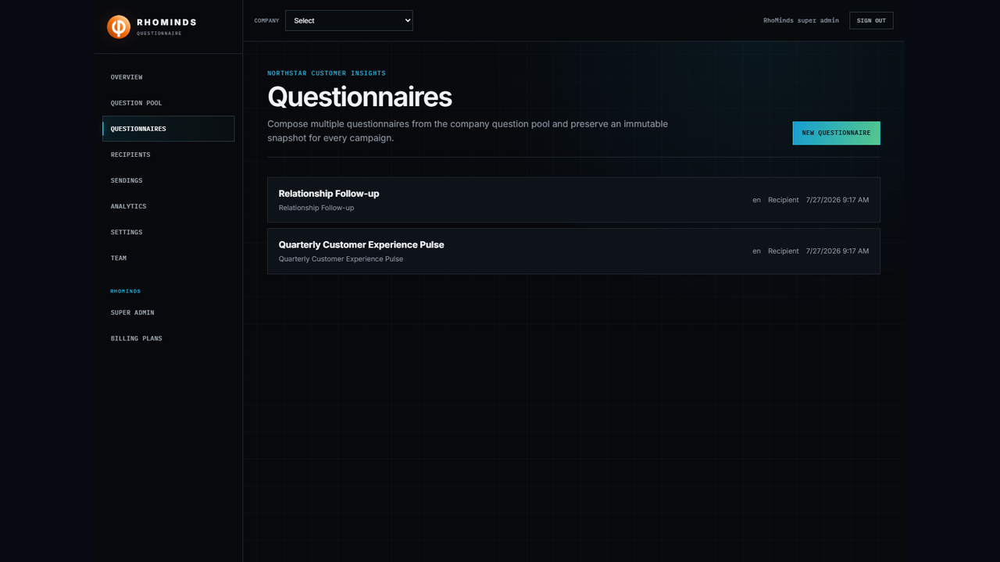 RHOMINDS
QUESTIONNAIRE
COMPANY
Select
RhoMinds super admin
SIGN OUT
OVERVIEW
QUESTION POOL
QUESTIONNAIRES
RECIPIENTS
SENDINGS
ANALYTICS
SETTINGS
TEAM
RHOMINDS
SUPER ADMIN
BILLING PLANS
NORTHSTAR CUSTOMER INSIGHTS
Questionnaires
Compose multiple questionnaires from the company question pool and preserve an immutable
snapshot for every campaign.
NEW QUESTIONNAIRE
Relationship Follow-up
Relationship Follow-up
en Recipient 7/27/2026 9:17 AM
Quarterly Customer Experience Pulse
Quarterly Customer Experience Pulse
en Recipient 7/27/2026 9:17 AM